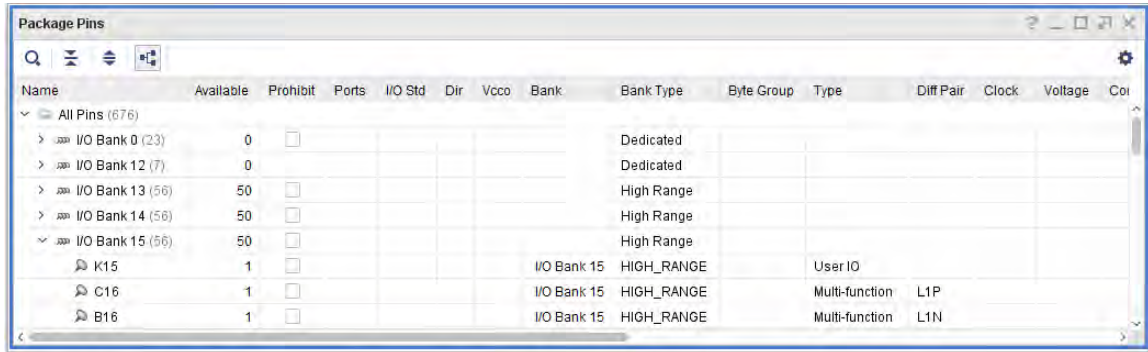 Package Pins
Name Available Prohibit Ports I/O Std Dir Vcco Bank Bank Type Byte Group Type Diff Pair Clock Voltage
All Pins (676)
I/O Bank 0 (23) 0 Dedicated
I/O Bank 12 (7) 0 Dedicated
I/O Bank 13 (56) 50 High Range
I/O Bank 14 (56) 50 High Range
I/O Bank 15 (56) 50 High Range
K15 1 I/O Bank 15 HIGH_RANGE User IO
C16 1 I/O Bank 15 HIGH_RANGE Multi-function L1P
B16 1 I/O Bank 15 HIGH_RANGE Multi-function L1N